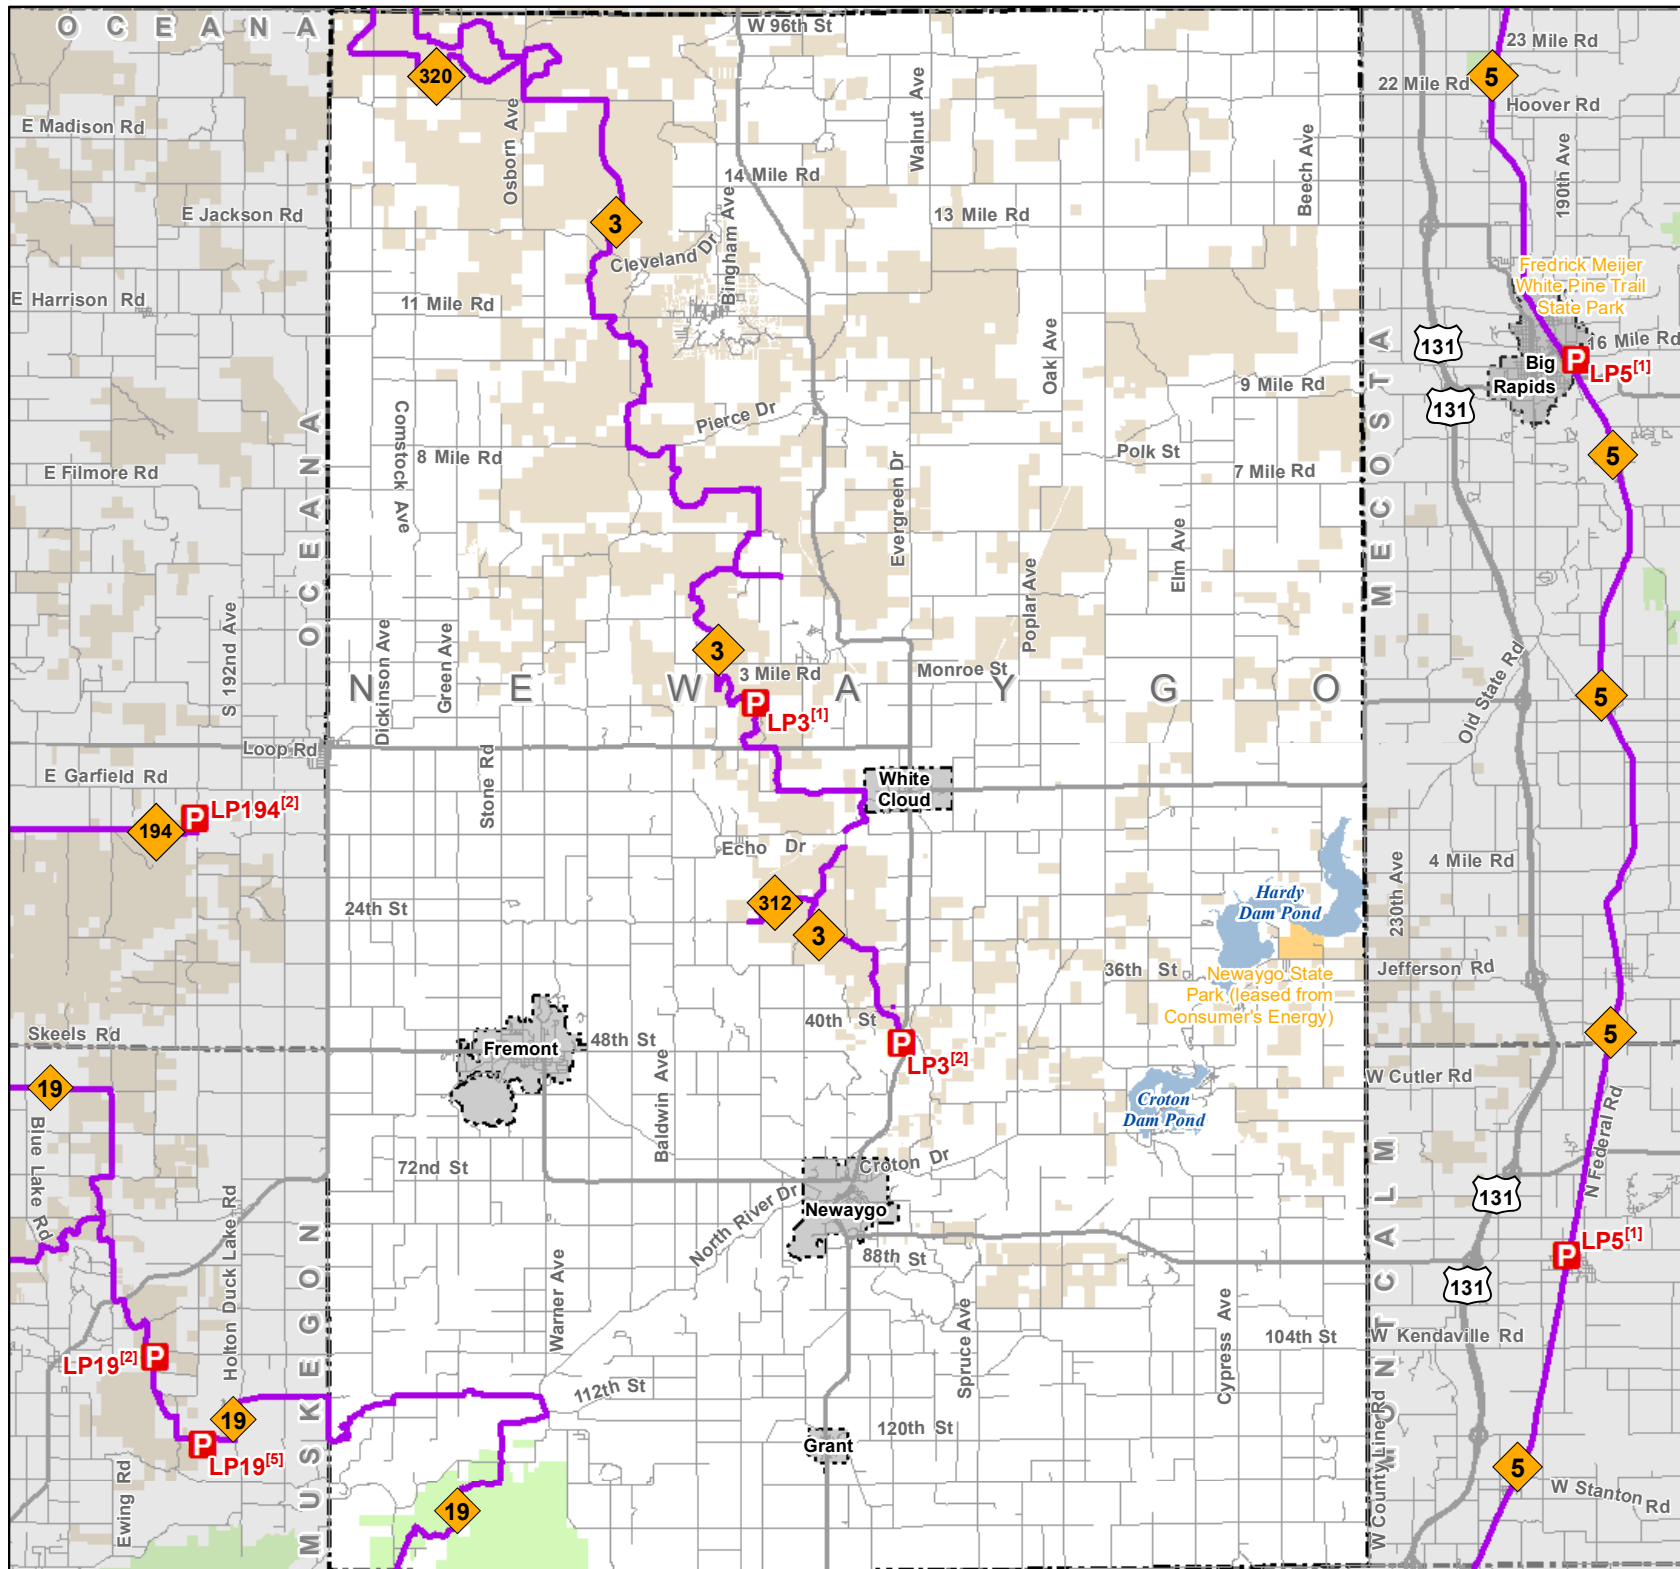 O C E A N A
W 96th St
23 Mile Rd
320
5
22 Mile Rd
Hoover Rd
E Madison Rd
Osborn Ave
Walnut Ave
Beech Ave
190th Ave
14 Mile Rd
E Jackson Rd
13 Mile Rd
3
Bingham Ave
Cleveland Dr
Fredrick Meijer
White Pine Trail
State Park
E Harrison Rd
11 Mile Rd
131
16 Mile Rd
Oak Ave
P
LP5[1]
Big
Rapids
9 Mile Rd
131
Pierce Dr
Comstock Ave
8 Mile Rd
Polk St
5
E Filmore Rd
7 Mile Rd
O C E A N A
M E C O S T A
Evergreen Dr
Elm Ave
Poplar Ave
S 192nd Ave
Dickinson Ave
Green Ave
3
3 Mile Rd
Monroe St
Old State Rd
N E W A Y G O
5
P
LP3[1]
Loop Rd
Stone Rd
E Garfield Rd
White
Cloud
P
LP194[2]
194
Echo Dr
4 Mile Rd
230th Ave
312
Hardy
Dam Pond
24th St
3
36th St
Newaygo State
Park (leased from
Consumer's Energy)
Jefferson Rd
40th St
Skeels Rd
5
48th St
Fremont
P
LP3[2]
W Cutler Rd
19
Baldwin Ave
Croton
Dam Pond
Blue Lake Rd
N Federal Rd
72nd St
Croton Dr
131
Holton Duck Lake Rd
North River Dr
Newaygo
88th St
P
LP5[1]
131
M U S K E G O N
M O N T C A L M
Warner Ave
Spruce Ave
Cypress Ave
104th St
W Kendaville Rd
LP19[2]
P
112th St
19
120th St
W County Line Rd
Grant
P
LP19[5]
5
Ewing Rd
19
W Stanton Rd